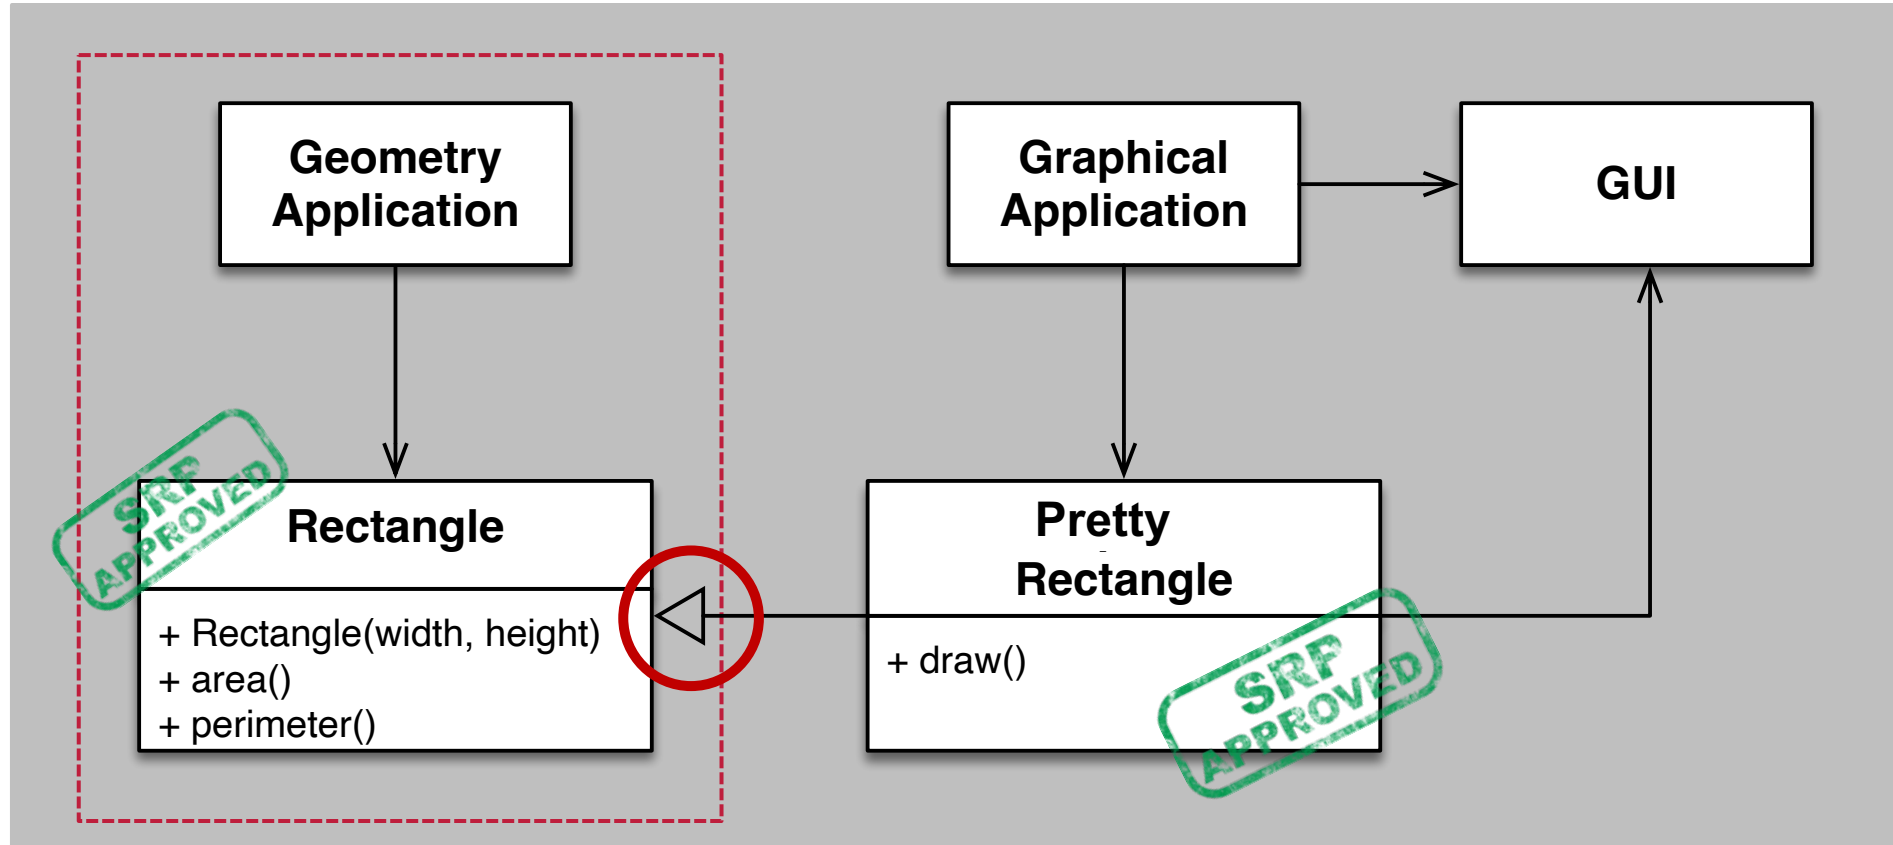 Geometry
Application
Graphical
Application
GUI
SRP
APPROVED
Rectangle
+ Rectangle(width, height)
+ area()
+ perimeter()
Pretty
Rectangle
+ draw()
SRP
APPROVED